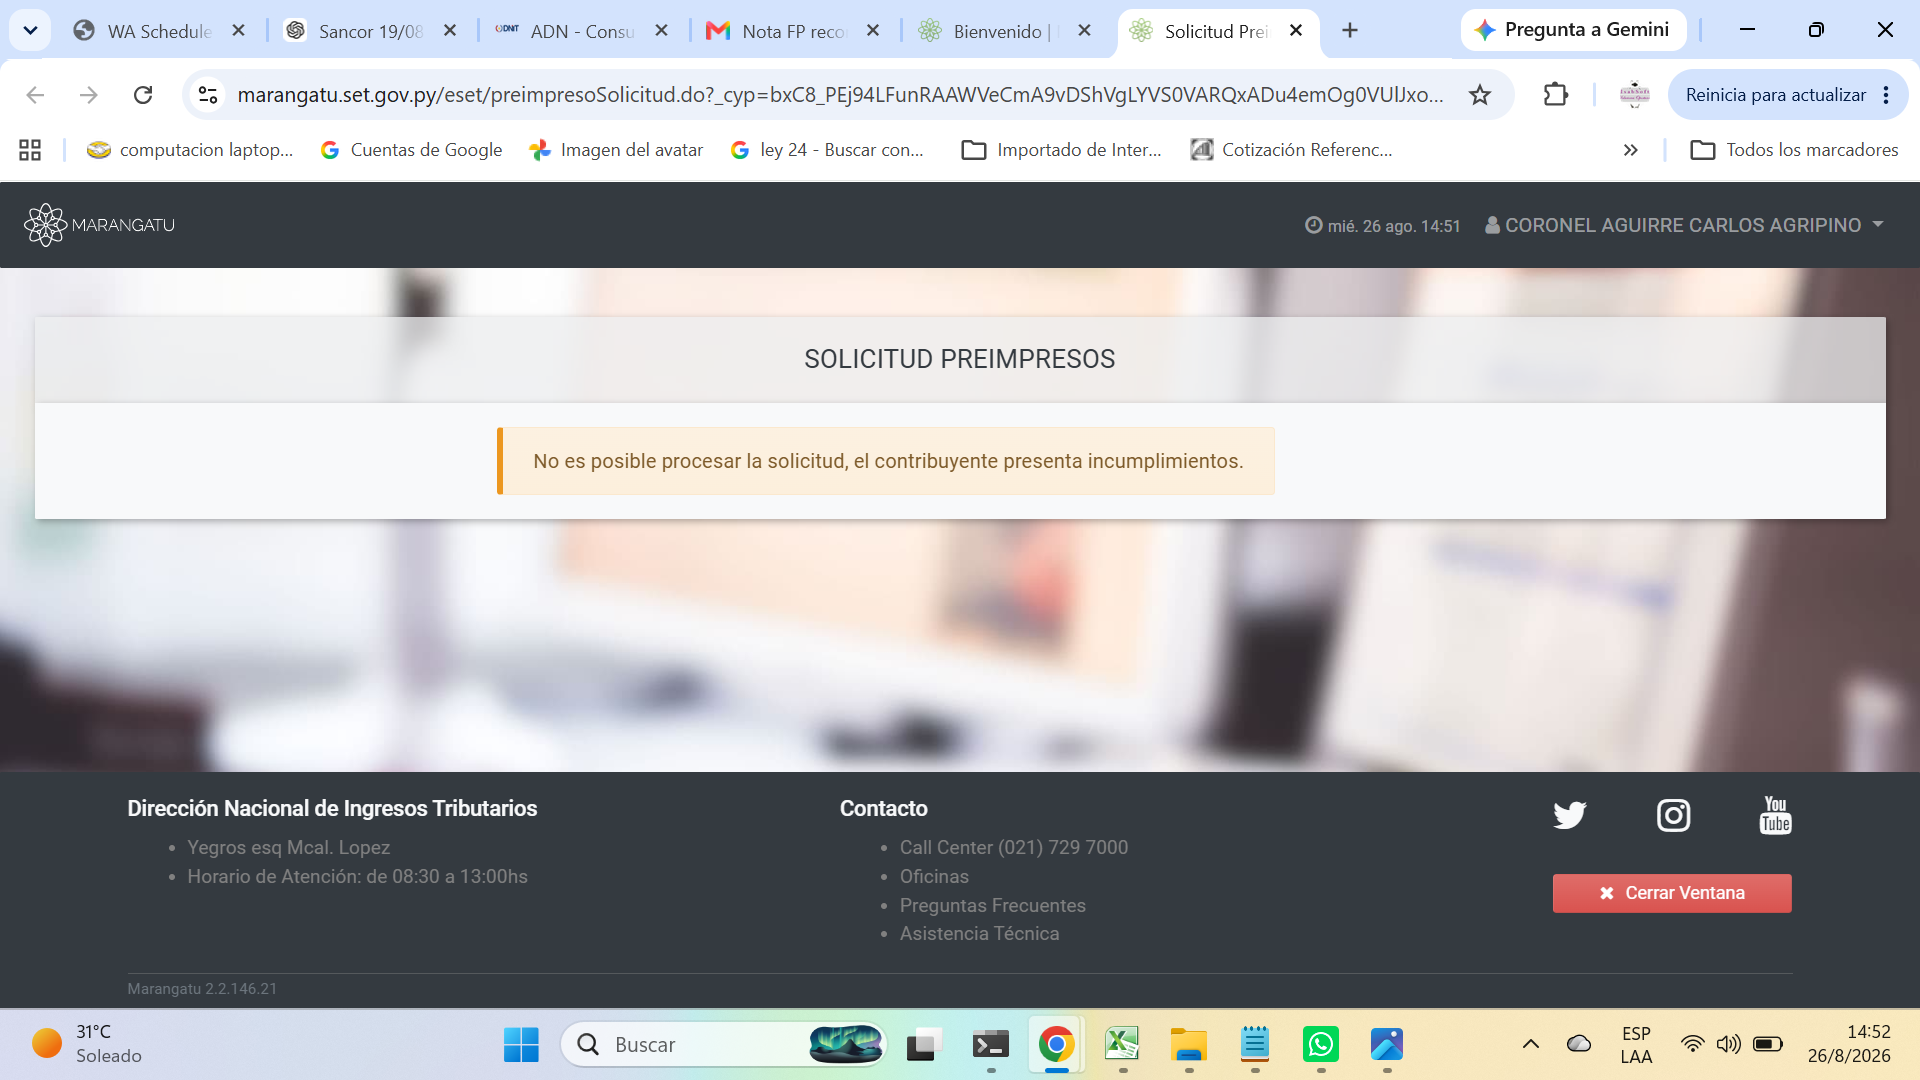 WA Schedule
Sancor 19/08
ADN - Consu
Nota FP reco
Bienvenido |
Solicitud Prei
Pregunta a Gemini
marangatu.set.gov.py/eset/preimpresoSolicitud.do?_cyp=bxC8_PEj94LFunRAAWVeCmA9vDShVgLYVS0VARQxADu4emOg0VUlJxo...
Reinicia para actualizar
computacion laptop...
Cuentas de Google
Imagen del avatar
ley 24 - Buscar con...
Importado de Inter...
Cotización Referenc...
Todos los marcadores
MARANGATU
mié. 26 ago. 14:51
CORONEL AGUIRRE CARLOS AGRIPINO
SOLICITUD PREIMPRESOS
No es posible procesar la solicitud, el contribuyente presenta incumplimientos.
Dirección Nacional de Ingresos Tributarios
Yegros esq Mcal. Lopez
Horario de Atención: de 08:30 a 13:00hs
Contacto
Call Center (021) 729 7000
Oficinas
Preguntas Frecuentes
Asistencia Técnica
You
Tube
Cerrar Ventana
Marangatu 2.2.146.21
31°C
Soleado
Buscar
ESP
LAA
14:52
26/8/2026